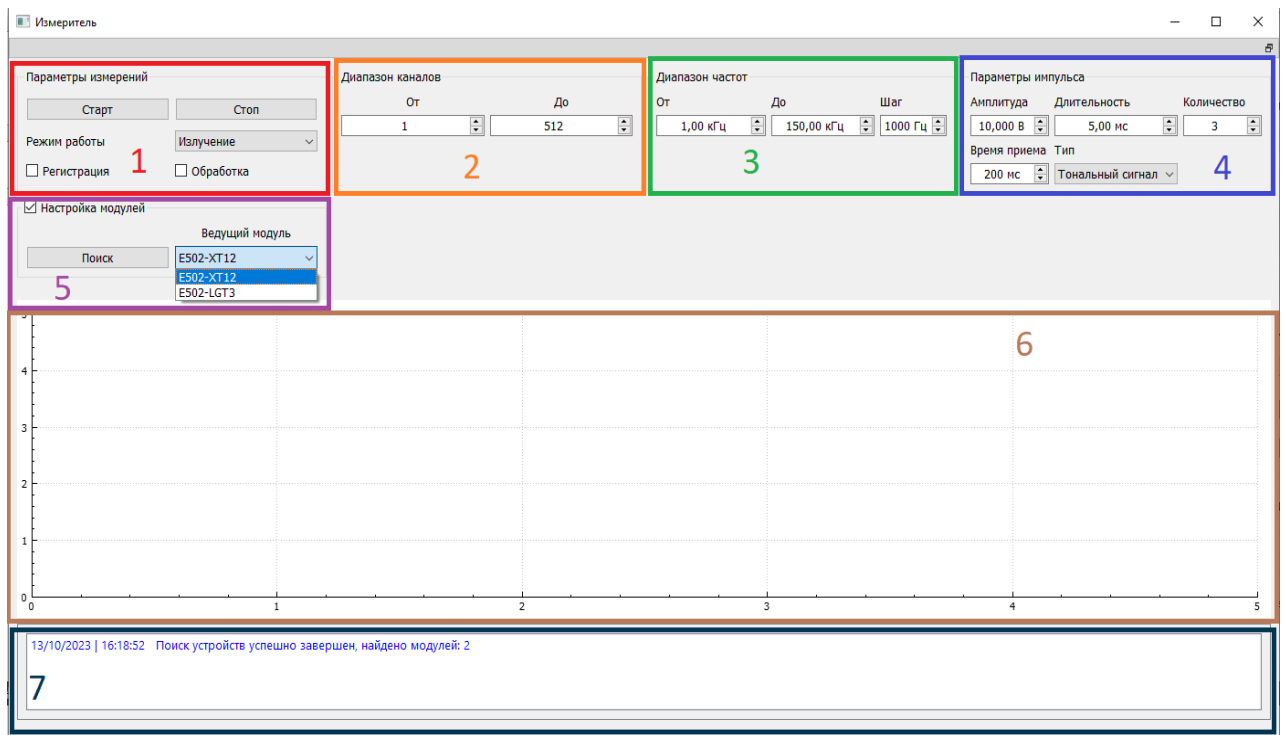 Измеритель
Параметры измерений
Старт Стоп
Режим работы Излучение
Регистрация Обработка
1
Диапазон каналов
От До
1 512
2
Диапазон частот
От До Шаг
1,00 кГц 150,00 кГц 1000 Гц
3
Параметры импульса
Амплитуда Длительность Количество
10,000 В 5,00 мс 3
Время приема Тип
200 мс Тональный сигнал
4
Настройка модулей
Ведущий модуль
Поиск E502-XT12
E502-XT12
E502-LGT3
5
6
5
4
3
2
1
0
0 1 2 3 4 5
13/10/2023 | 16:18:52 Поиск устройств успешно завершен, найдено модулей: 2
7